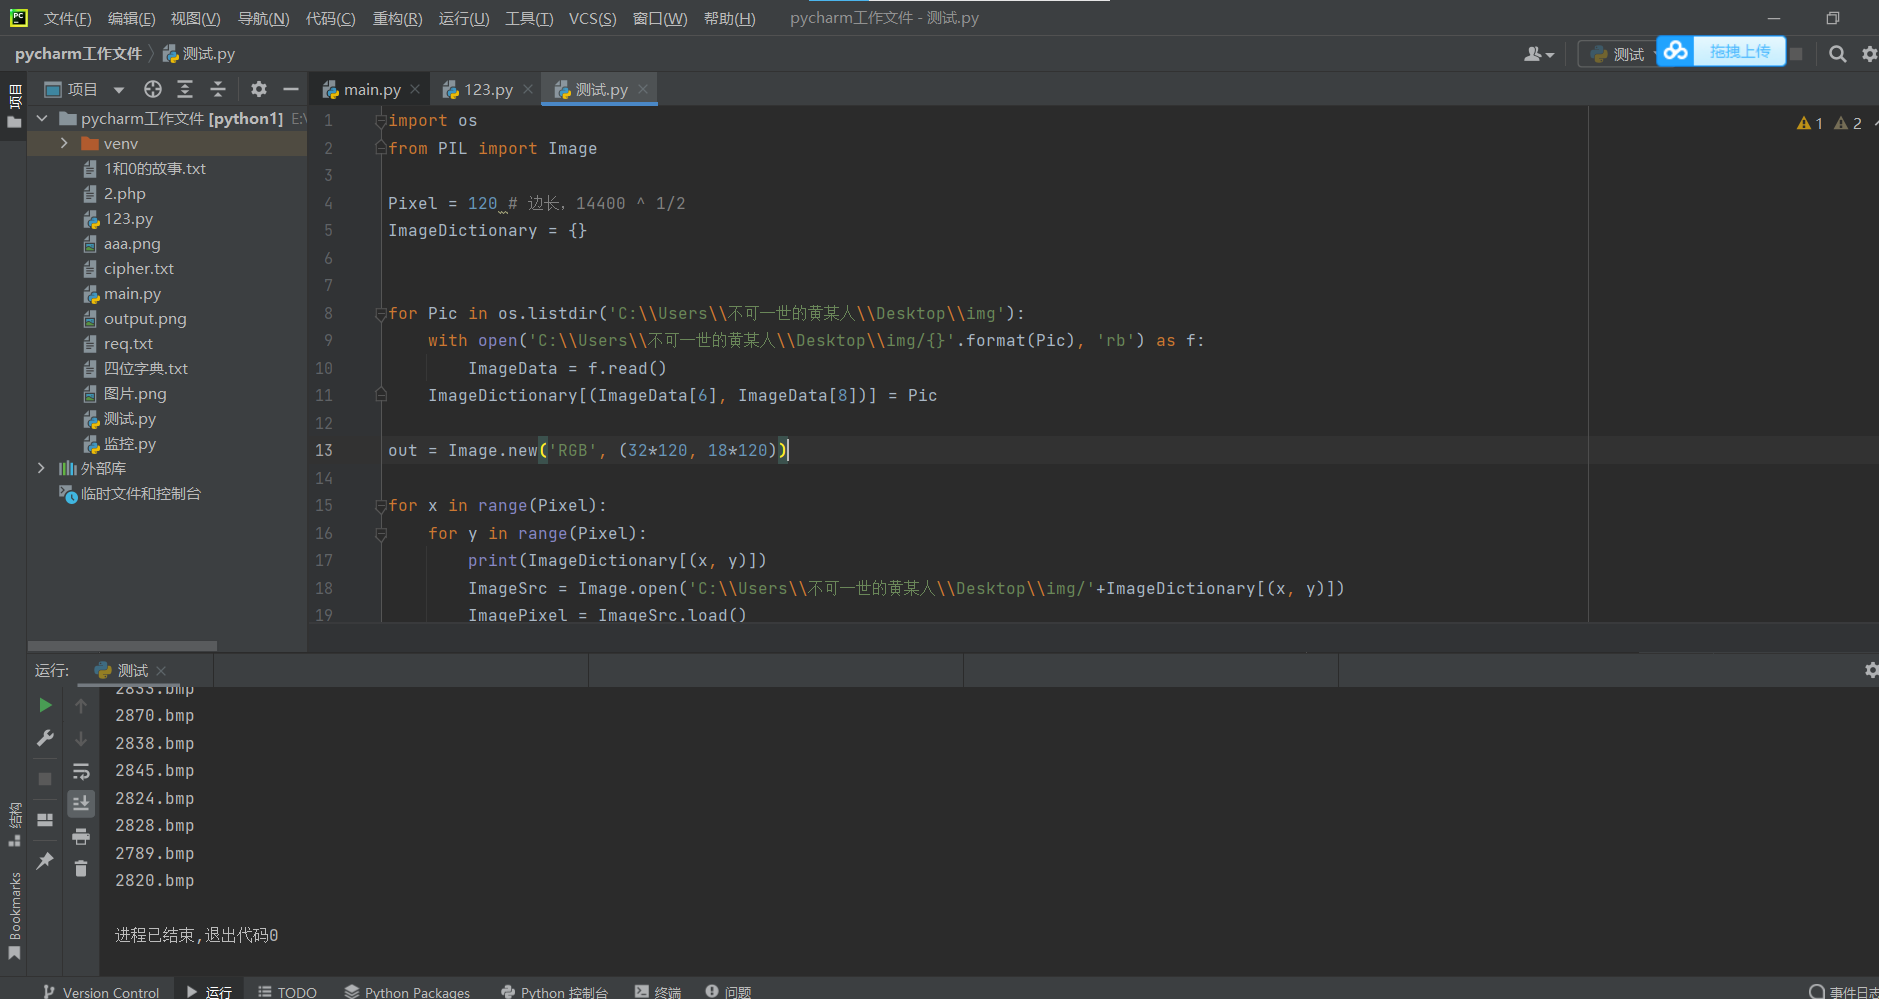 文件(F) 编辑(E) 视图(V) 导航(N) 代码(C) 重构(R) 运行(U) 工具(T) VCS(S) 窗口(W) 帮助(H) pycharm工作文件 - 测试.py
pycharm工作文件 测试.py
测试
拖拽上传
项目
项目
main.py
123.py
测试.py
pycharm工作文件 [python1] E:\
venv
1和0的故事.txt
2.php
123.py
aaa.png
cipher.txt
main.py
output.png
req.txt
四位字典.txt
图片.png
测试.py
监控.py
外部库
临时文件和控制台
1 import os
2 from PIL import Image
3
4 Pixel = 120 # 边长，14400 ^ 1/2
5 ImageDictionary = {}
6
7
8 for Pic in os.listdir('C:\\Users\\不可一世的黄某人\\Desktop\\img'):
9 with open('C:\\Users\\不可一世的黄某人\\Desktop\\img/{}'.format(Pic), 'rb') as f:
10 ImageData = f.read()
11 ImageDictionary[(ImageData[6], ImageData[8])] = Pic
12
13 out = Image.new('RGB', (32*120, 18*120))
14
15 for x in range(Pixel):
16 for y in range(Pixel):
17 print(ImageDictionary[(x, y)])
18 ImageSrc = Image.open('C:\\Users\\不可一世的黄某人\\Desktop\\img/'+ImageDictionary[(x, y)])
19 ImagePixel = ImageSrc.load()
1 2
运行: 测试
2833.bmp
2870.bmp
2838.bmp
2845.bmp
2824.bmp
2828.bmp
2789.bmp
2820.bmp
进程已结束,退出代码0
结构
Bookmarks
Version Control 运行 TODO Python Packages Python 控制台 终端 问题 事件日志